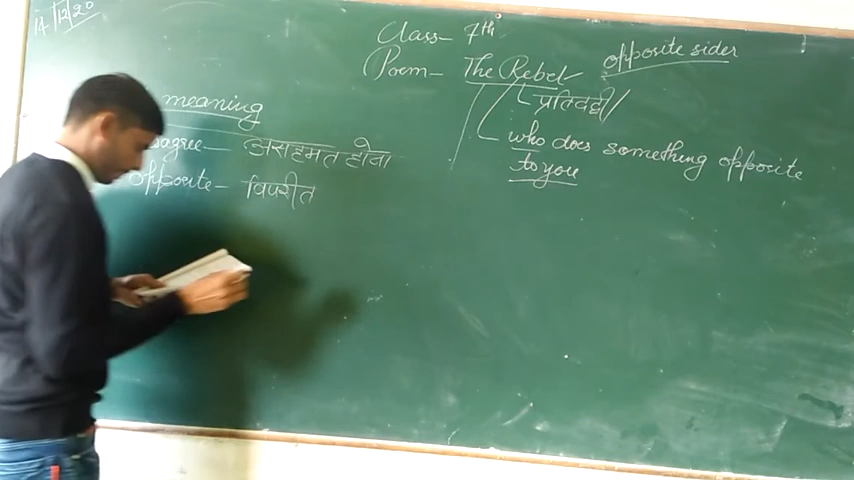 14/12/20
Class- 7th
Poem- The Rebel
opposite sider
प्रतिवद्दी
who does something opposite
to you
meaning
agree- असहमत होना
opposite- विपरीत